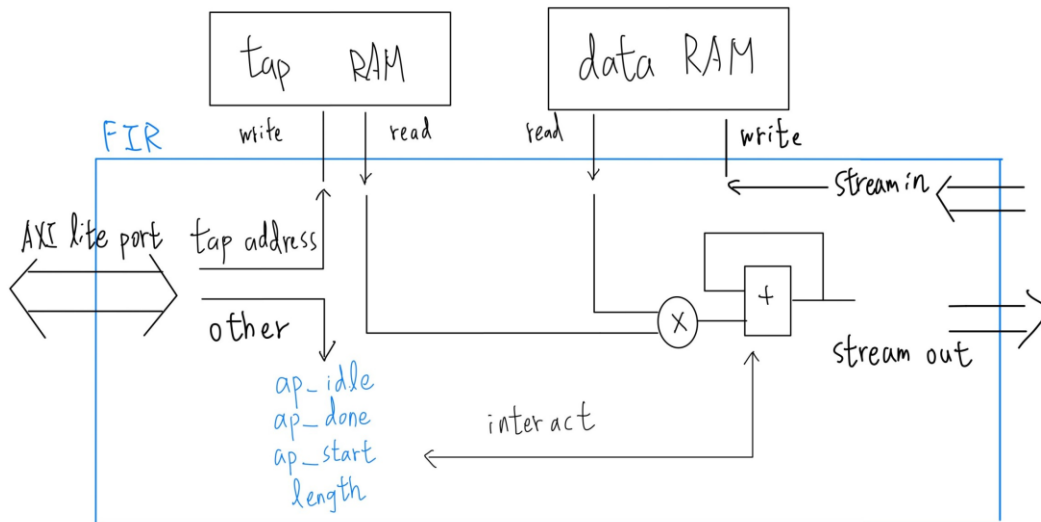 tap RAM
data RAM
write
read
read
write
FIR
stream in
AXI lite port
tap address
other
+
X
stream out
ap_idle
ap_done
ap_start
length
interact